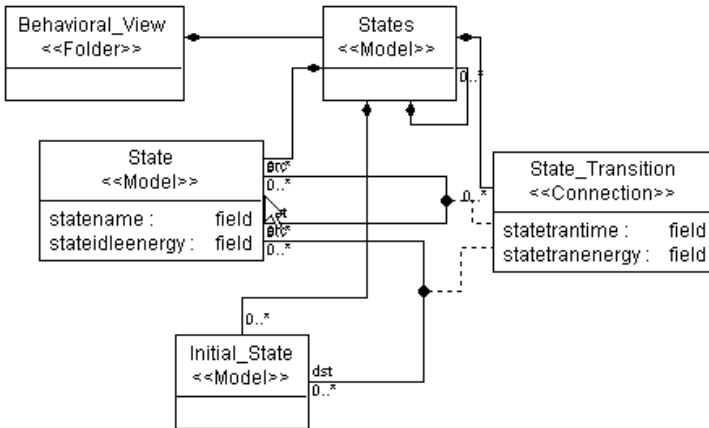 Behavioral_View
<<Folder>>
States
<<Model>>
0..*
State
<<Model>>
statename : field
stateidleenergy : field
0..*
0..*
State_Transition
<<Connection>>
statetrantime : field
statetranenergy : field
0..*
0..*
Initial_State
<<Model>>
dst
0..*